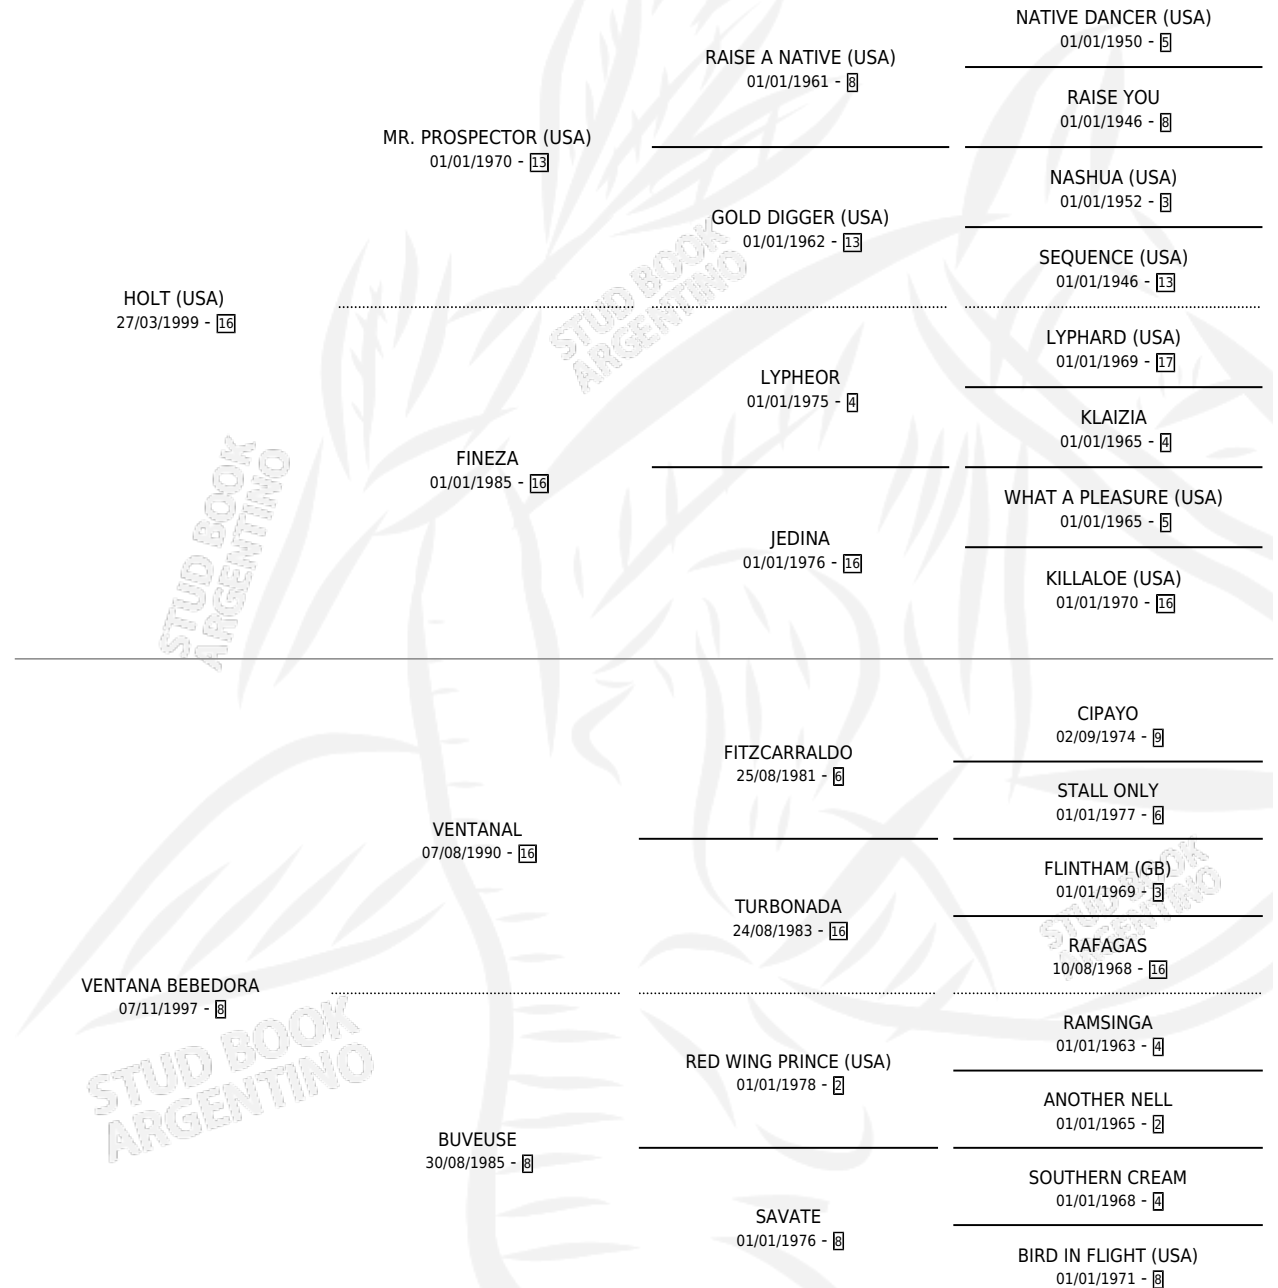 NATIVE DANCER (USA)
01/01/1950 - 5
RAISE A NATIVE (USA)
01/01/1961 - 8
RAISE YOU
01/01/1946 - 8
MR. PROSPECTOR (USA)
01/01/1970 - 13
NASHUA (USA)
01/01/1952 - 3
GOLD DIGGER (USA)
01/01/1962 - 13
SEQUENCE (USA)
01/01/1946 - 13
HOLT (USA)
27/03/1999 - 16
LYPHARD (USA)
01/01/1969 - 17
LYPHEOR
01/01/1975 - 4
KLAIZIA
01/01/1965 - 4
FINEZA
01/01/1985 - 16
WHAT A PLEASURE (USA)
01/01/1965 - 5
JEDINA
01/01/1976 - 16
KILLALOE (USA)
01/01/1970 - 16
CIPAYO
02/09/1974 - 9
FITZCARRALDO
25/08/1981 - 6
STALL ONLY
01/01/1977 - 6
VENTANAL
07/08/1990 - 16
FLINTHAM (GB)
01/01/1969 - 3
TURBONADA
24/08/1983 - 16
RAFAGAS
10/08/1968 - 16
VENTANA BEBEDORA
07/11/1997 - 8
RAMSINGA
01/01/1963 - 4
RED WING PRINCE (USA)
01/01/1978 - 2
ANOTHER NELL
01/01/1965 - 2
BUVEUSE
30/08/1985 - 8
SOUTHERN CREAM
01/01/1968 - 4
SAVATE
01/01/1976 - 8
BIRD IN FLIGHT (USA)
01/01/1971 - 8
STUD BOOK
ARGENTINO
STUD BOOK
ARGENTINO
STUD BOOK
ARGENTINO
STUD BOOK
ARGENTINO